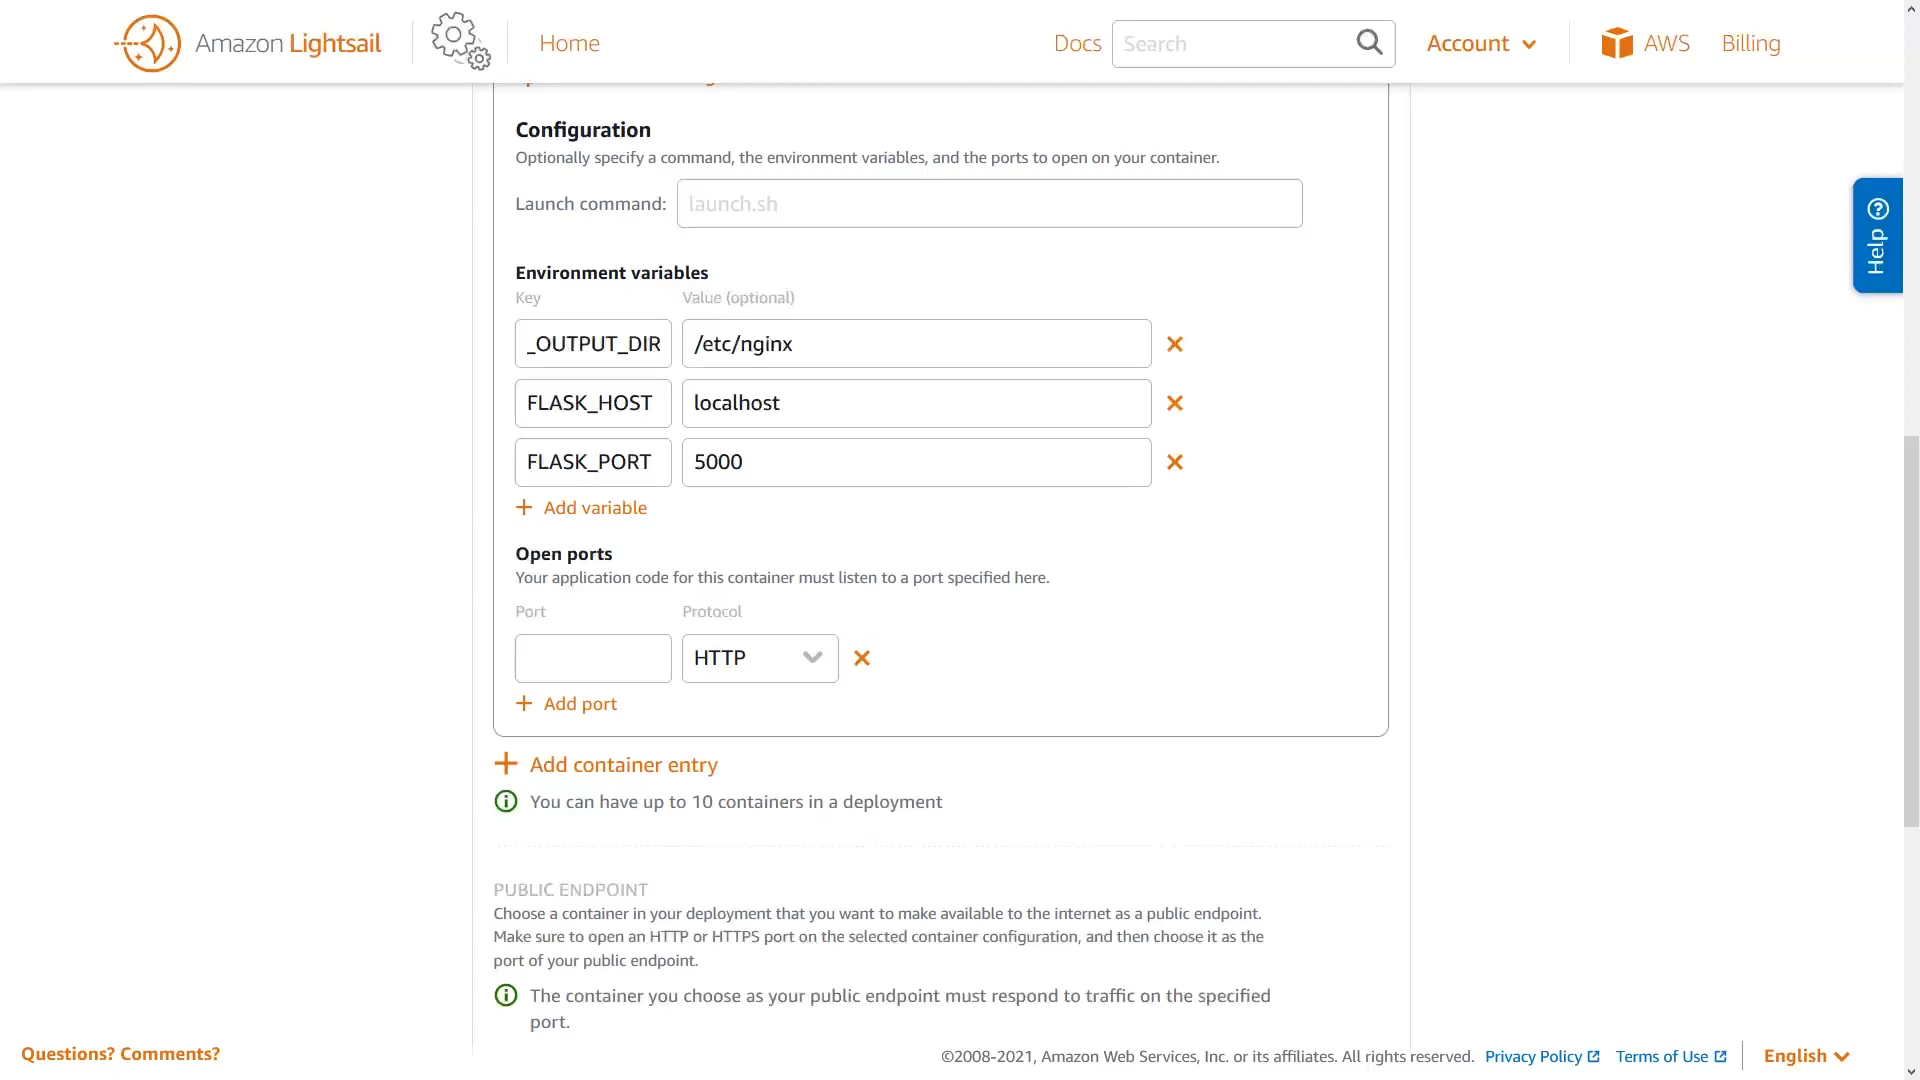 Amazon Lightsail
Home
Docs
Search
Account
AWS
Billing
Configuration
Optionally specify a command, the environment variables, and the ports to open on your container.
Launch command:
launch.sh
Environment variables
Key
Value (optional)
_OUTPUT_DIR
/etc/nginx
FLASK_HOST
localhost
FLASK_PORT
5000
Add variable
Open ports
Your application code for this container must listen to a port specified here.
Port
Protocol
HTTP
Add port
Add container entry
You can have up to 10 containers in a deployment
PUBLIC ENDPOINT
Choose a container in your deployment that you want to make available to the internet as a public endpoint.
Make sure to open an HTTP or HTTPS port on the selected container configuration, and then choose it as the
port of your public endpoint.
The container you choose as your public endpoint must respond to traffic on the specified
port.
Help
Questions? Comments?
©2008-2021, Amazon Web Services, Inc. or its affiliates. All rights reserved.
Privacy Policy
Terms of Use
English